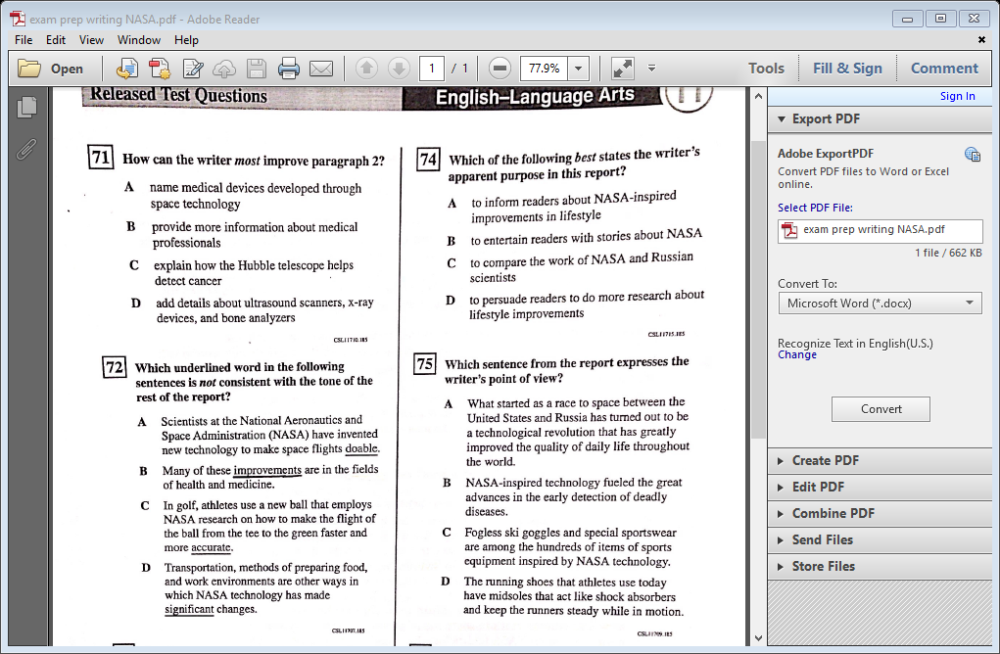 exam prep writing NASA.pdf - Adobe Reader
File Edit View Window Help
Open 1 / 1 77.9% Tools Fill & Sign Comment
Released Test Questions
English–Language Arts 11
71 How can the writer most improve paragraph 2?
A name medical devices developed through
space technology
B provide more information about medical
professionals
C explain how the Hubble telescope helps
detect cancer
D add details about ultrasound scanners, x-ray
devices, and bone analyzers
CSL11710.185
72 Which underlined word in the following
sentences is not consistent with the tone of the
rest of the report?
A Scientists at the National Aeronautics and
Space Administration (NASA) have invented
new technology to make space flights doable.
B Many of these improvements are in the fields
of health and medicine.
C In golf, athletes use a new ball that employs
NASA research on how to make the flight of
the ball from the tee to the green faster and
more accurate.
D Transportation, methods of preparing food,
and work environments are other ways in
which NASA technology has made
significant changes.
CSL11707.185
74 Which of the following best states the writer's
apparent purpose in this report?
A to inform readers about NASA-inspired
improvements in lifestyle
B to entertain readers with stories about NASA
C to compare the work of NASA and Russian
scientists
D to persuade readers to do more research about
lifestyle improvements
CSL11715.185
75 Which sentence from the report expresses the
writer's point of view?
A What started as a race to space between the
United States and Russia has turned out to be
a technological revolution that has greatly
improved the quality of daily life throughout
the world.
B NASA-inspired technology fueled the great
advances in the early detection of deadly
diseases.
C Fogless ski goggles and special sportswear
are among the hundreds of items of sports
equipment inspired by NASA technology.
D The running shoes that athletes use today
have midsoles that act like shock absorbers
and keep the runners steady while in motion.
CSL11709.185
Sign In
Export PDF
Adobe ExportPDF
Convert PDF files to Word or Excel
online.
Select PDF File:
exam prep writing NASA.pdf
1 file / 662 KB
Convert To:
Microsoft Word (*.docx)
Recognize Text in English(U.S.)
Change
Convert
Create PDF
Edit PDF
Combine PDF
Send Files
Store Files